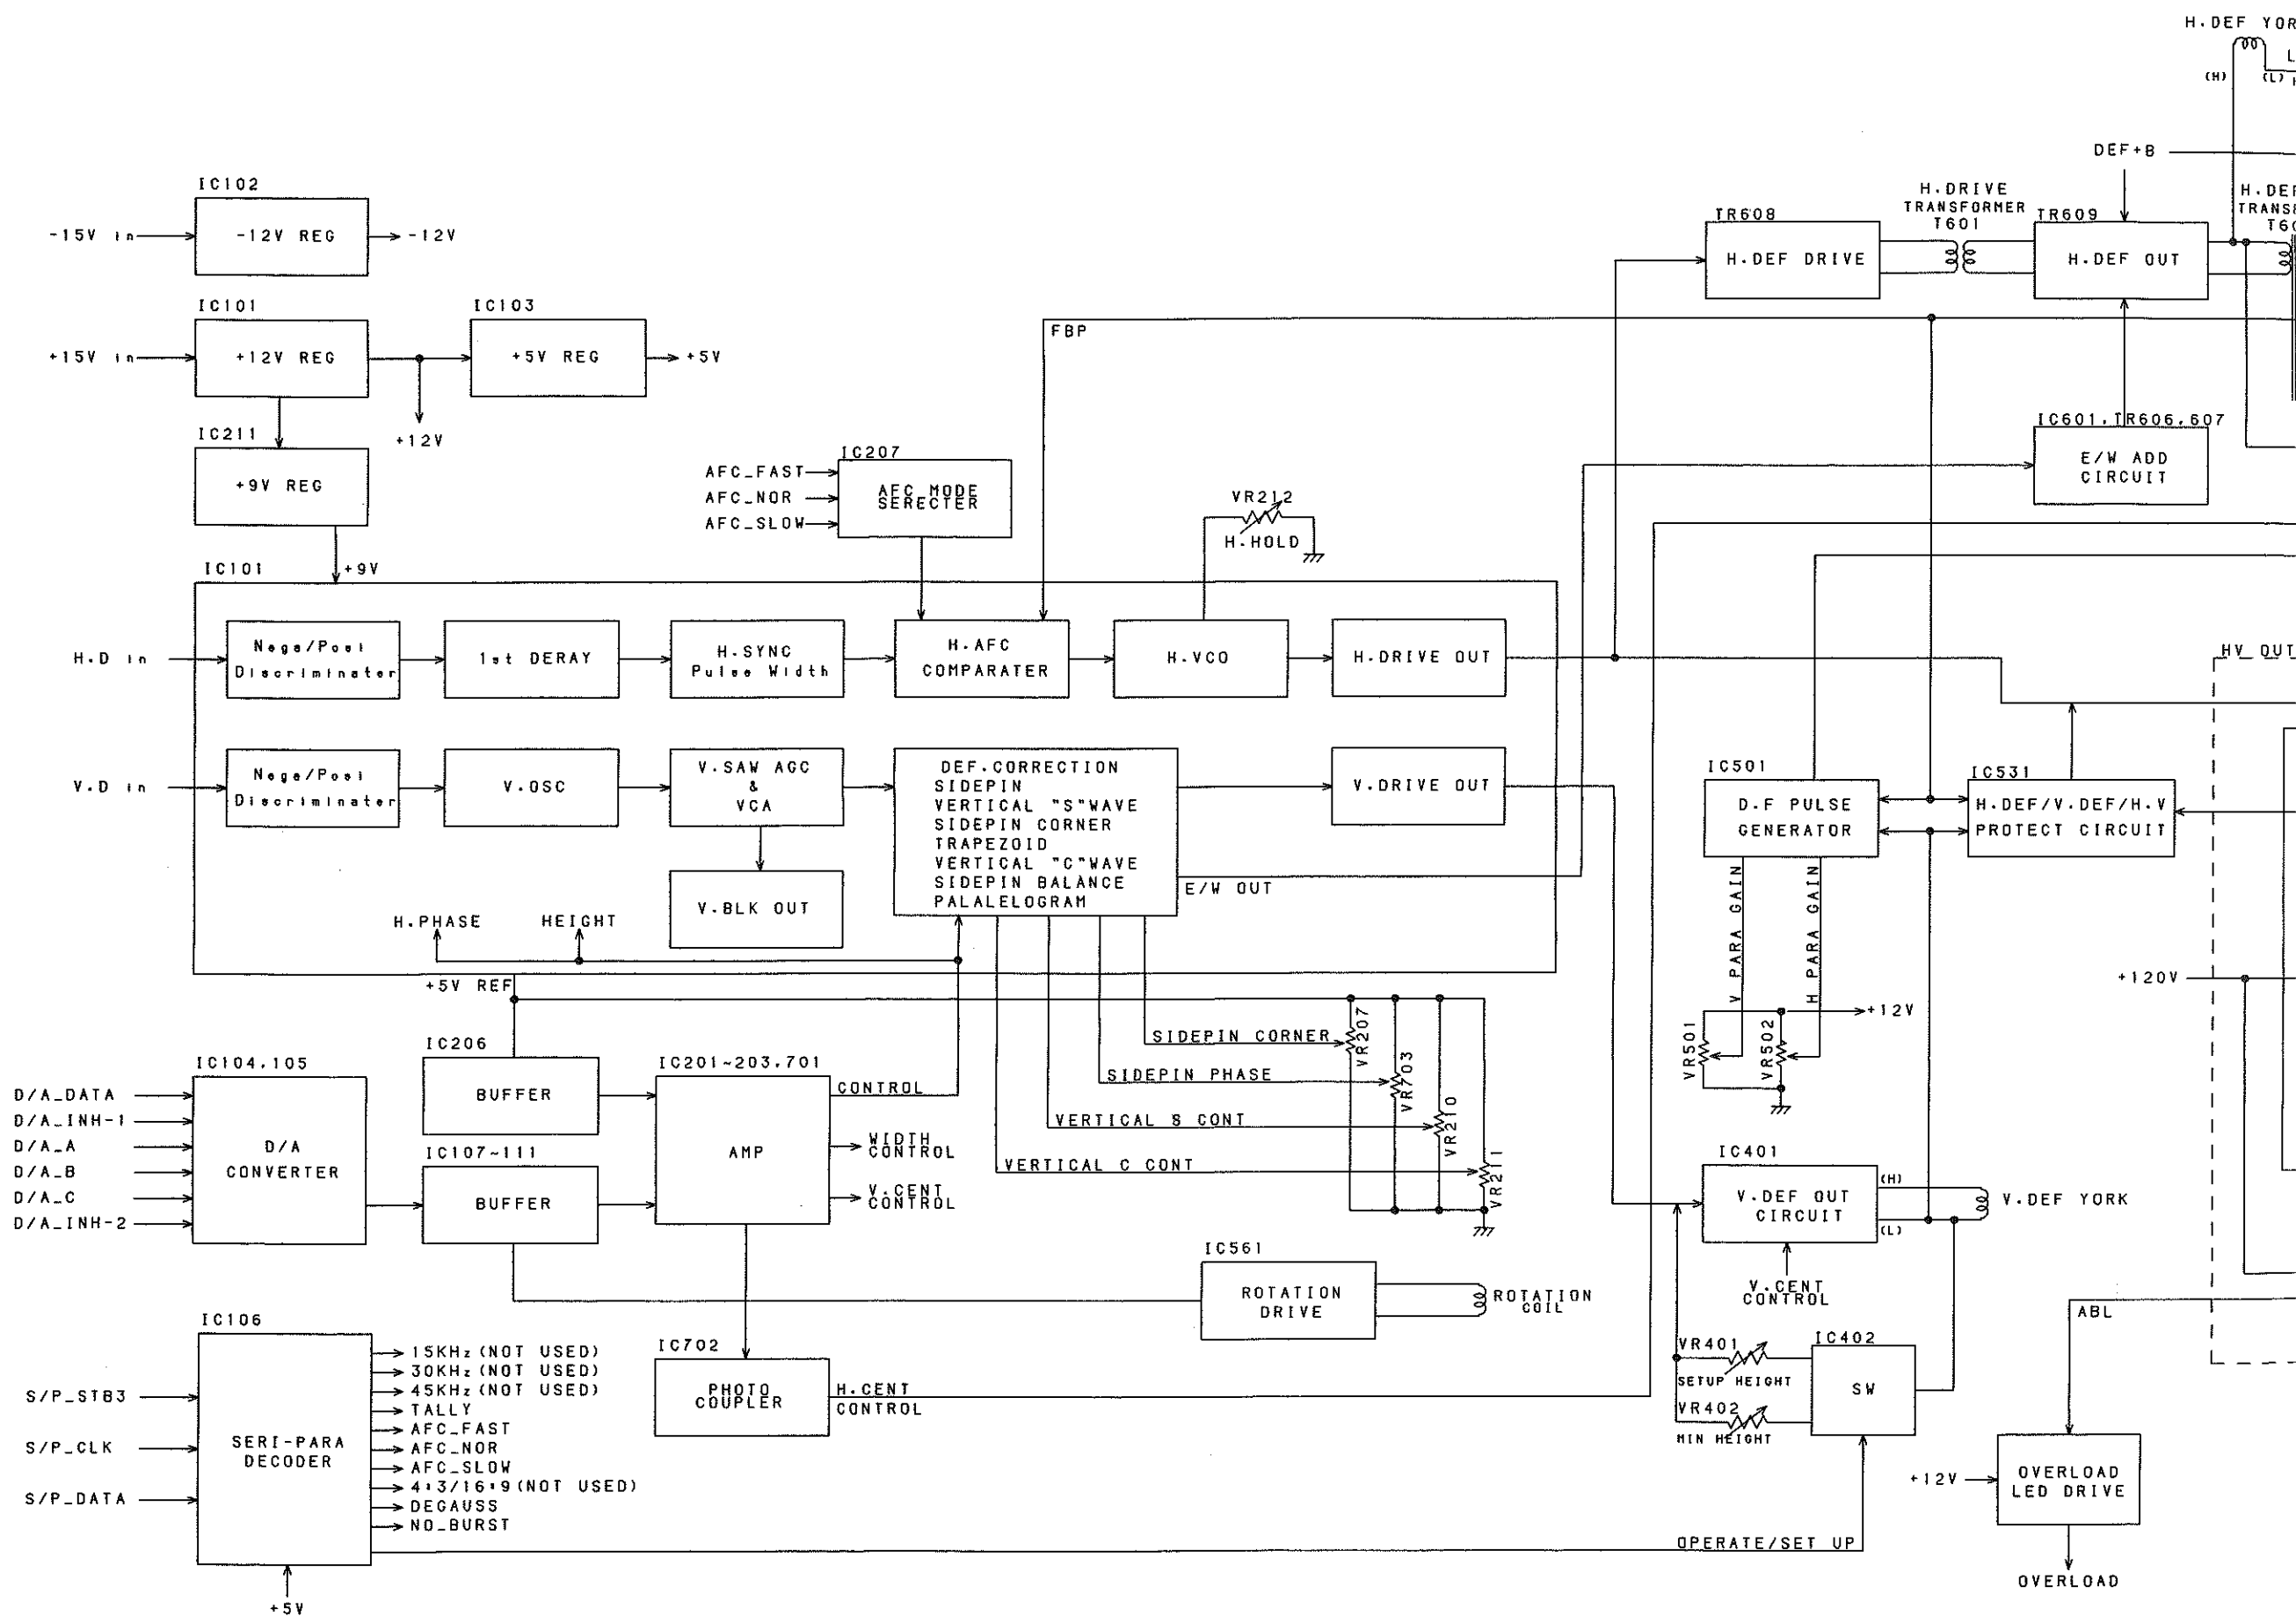 H.DEF YOR
L
(H)
(L)
DEF+B
IC102
-15V in
-12V REG
-12V
IC101
+15V in
+12V REG
+12V
IC103
+5V REG
+5V
IC211
+9V REG
+9V
H.DRIVE
TRANSFORMER
T601
TR608
H.DEF DRIVE
TR609
H.DEF OUT
H.DEF
TRANS
T60
FBP
IC601,TR606,607
E/W ADD
CIRCUIT
IC207
AFC_FAST
AFC_NOR
AFC_SLOW
AFC MODE
SERECTER
VR212
H.HOLD
IC101
H.D in
Nega/Posi
Discriminater
1st DERAY
H.SYNC
Pulse Width
H.AFC
COMPARATER
H.VCO
H.DRIVE OUT
HV OUT
V.D in
Nega/Posi
Discriminater
V.OSC
V.SAW AGC
&
VCA
DEF.CORRECTION
SIDEPIN
VERTICAL "S"WAVE
SIDEPIN CORNER
TRAPEZOID
VERTICAL "C"WAVE
SIDEPIN BALANCE
PALALELOGRAM
V.DRIVE OUT
E/W OUT
V.BLK OUT
H.PHASE
HEIGHT
IC501
D.F PULSE
GENERATOR
IC531
H.DEF/V.DEF/H.V
PROTECT CIRCUIT
V PARA GAIN
H PARA GAIN
+120V
+12V
VR501
VR502
+5V REF
SIDEPIN CORNER
VR207
SIDEPIN PHASE
VR703
VERTICAL S CONT
VR210
VERTICAL C CONT
VR211
IC206
BUFFER
IC104,105
D/A_DATA
D/A_INH-1
D/A_A
D/A_B
D/A_C
D/A_INH-2
D/A
CONVERTER
IC107~111
BUFFER
IC201~203,701
AMP
CONTROL
WIDTH
CONTROL
V.CENT
CONTROL
IC401
V.DEF OUT
CIRCUIT
(H)
(L)
V.DEF YORK
V.CENT
CONTROL
IC561
ROTATION
DRIVE
ROTATION
COIL
ABL
IC106
S/P_STB3
S/P_CLK
S/P_DATA
SERI-PARA
DECODER
15KHz(NOT USED)
30KHz(NOT USED)
45KHz(NOT USED)
TALLY
AFC_FAST
AFC_NOR
AFC_SLOW
4:3/16:9(NOT USED)
DEGAUSS
NO_BURST
+5V
IC702
PHOTO
COUPLER
H.CENT
CONTROL
VR401
SETUP HEIGHT
VR402
MIN HEIGHT
IC402
SW
OPERATE/SET UP
+12V
OVERLOAD
LED DRIVE
OVERLOAD